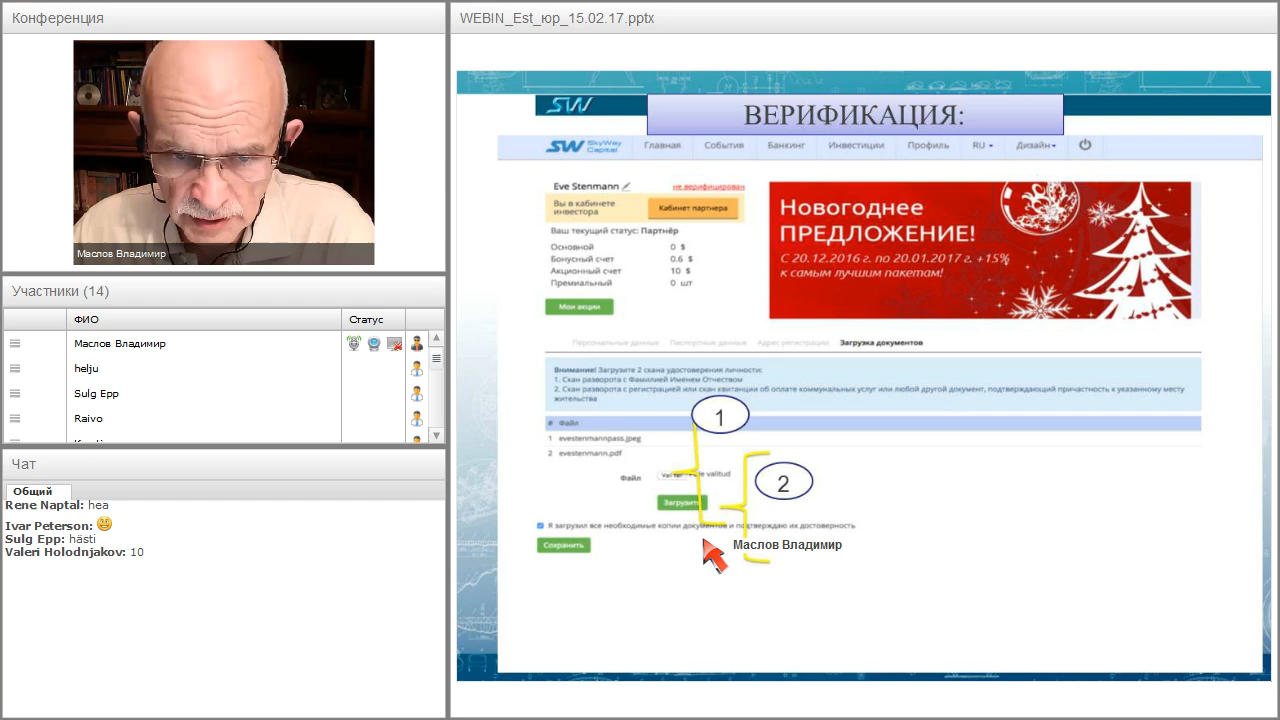 Конференция
Маслов Владимир
Участники (14)
ФИО
Статус
Маслов Владимир
helju
Sulg Epp
Raivo
Чат
Общий
Rene Naptal: hea
Ivar Peterson:
Sulg Epp: hästi
Valeri Holodnjakov: 10
WEBIN_Est_юр_15.02.17.pptx
SW
ВЕРИФИКАЦИЯ:
SW SkyWay Capital
Главная События Банкинг Инвестиции Профиль RU Дизайн
Eve Stenmann не верифицирован
Вы в кабинете инвестора
Кабинет партнера
Ваш текущий статус: Партнёр
Основной 0 $
Бонусный счет 0.6 $
Акционный счет 10 $
Премиальный 0 шт
Мои акции
Новогоднее
ПРЕДЛОЖЕНИЕ!
С 20.12.2016 г. по 20.01.2017 г. +15%
к самым лучшим пакетам!
Персональные данные Паспортные данные Адрес регистрации Загрузка документов
Внимание! Загрузите 2 скана удостоверения личности:
1. Скан разворота с Фамилией Именем Отчеством
2. Скан разворота с регистрацией или скан квитанции об оплате коммунальных услуг или любой другой документ, подтверждающий причастность к указанному месту
жительства
1
# Файл
1 evestenmannpass.jpeg
2 evestenmann.pdf
Файл
valitud
2
Загрузить
Я загрузил все необходимые копии документов и подтверждаю их достоверность
Сохранить
Маслов Владимир